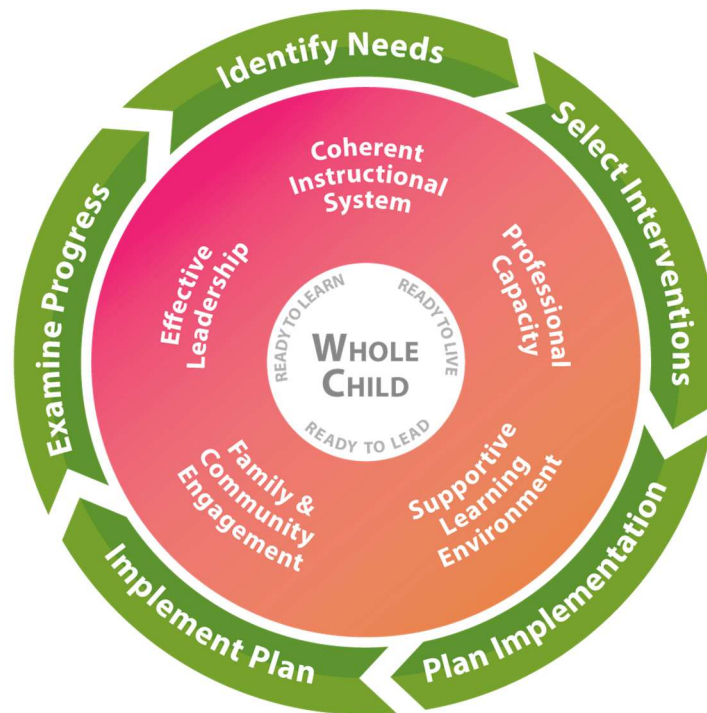 Identify Needs
Select Interventions
Plan Implementation
Implement Plan
Examine Progress
Coherent
Instructional
System
Professional
Capacity
Supportive
Learning
Environment
Family &
Community
Engagement
Effective
Leadership
READY TO LEARN
READY TO LIVE
READY TO LEAD
WHOLE
CHILD